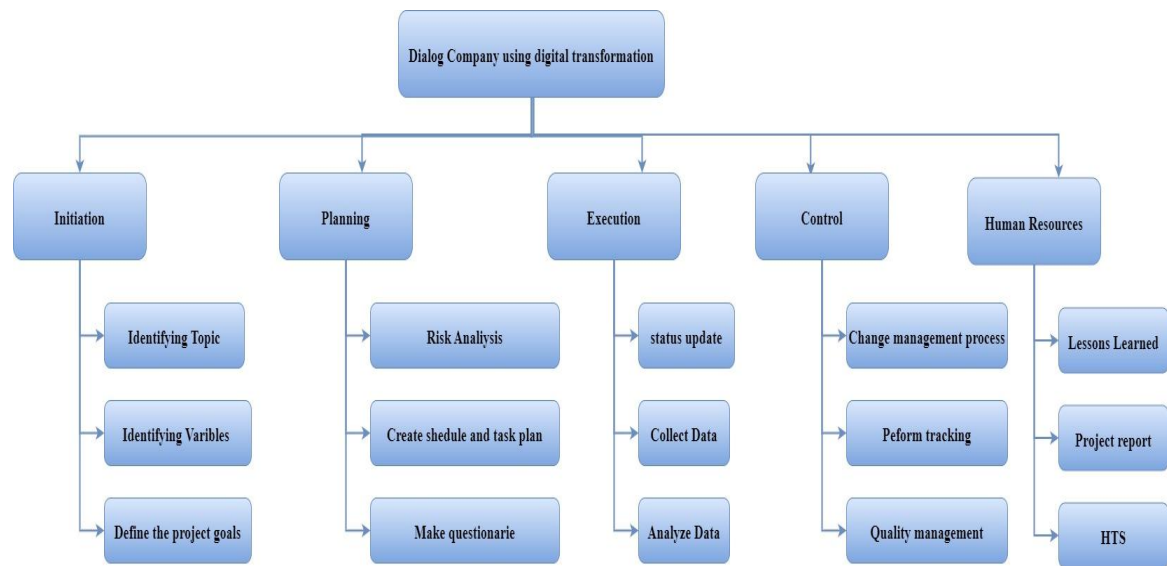 Dialog Company using digital transformation
Initiation
Planning
Execution
Control
Human Resources
Identifying Topic
Risk Analiysis
status update
Change management process
Lessons Learned
Identifying Varibles
Create shedule and task plan
Collect Data
Peform tracking
Project report
Define the project goals
Make questionarie
Analyze Data
Quality management
HTS